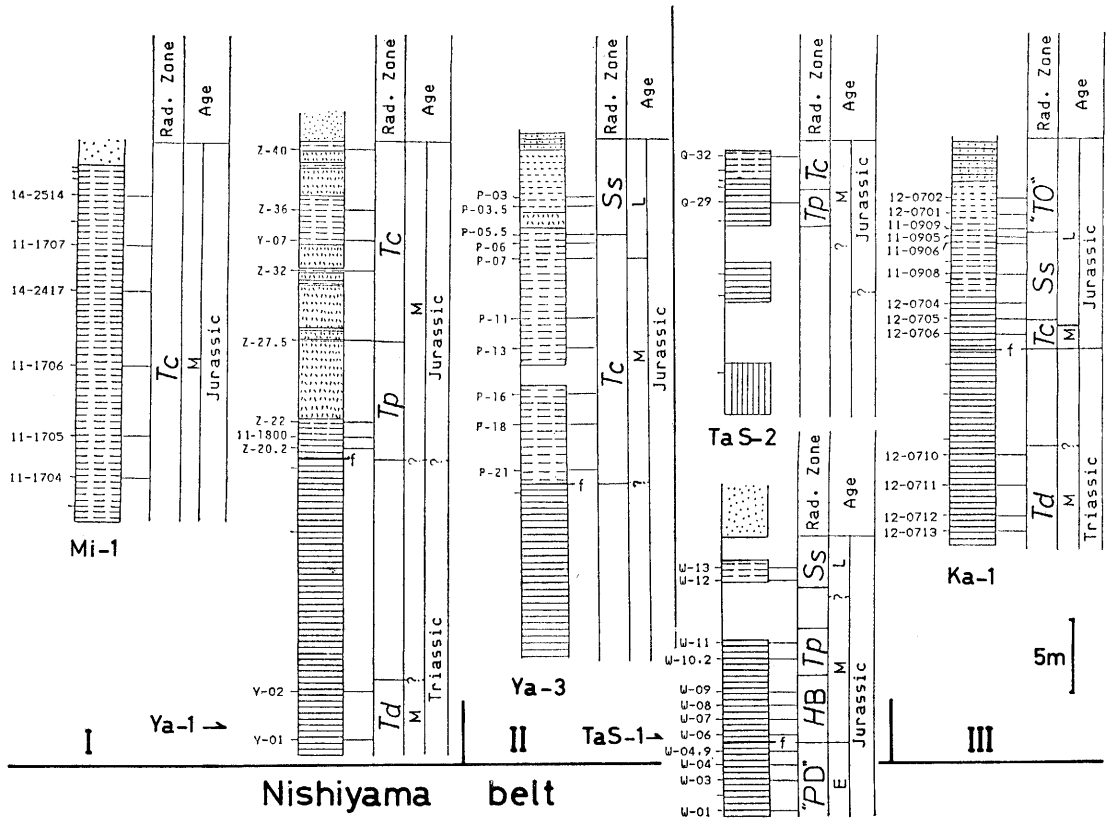 Rad. Zone
Age
14-2514
11-1707
14-2417
11-1706
11-1705
11-1704
Tc
M
Jurassic
Mi-1
Rad. Zone
Age
Z-40
Z-36
Y-07
Z-32
Z-27.5
Z-22
11-1800
Z-20.2
f
Y-02
Y-01
Tc
Tp
Td
M
?
?
M
Jurassic
?
Triassic
Ya-1 →
Rad. Zone
Age
P-03
P-03.5
P-05.5
P-06
P-07
P-11
P-13
P-16
P-18
P-21
f
Ss
Tc
L
M
?
Jurassic
Ya-3
Rad. Zone
Age
Q-32
Q-29
Tc
Tp
M
?
Jurassic
?
TaS-2
Rad. Zone
Age
W-13
W-12
W-11
W-10.2
W-09
W-08
W-07
W-06
f
W-04.9
W-04
W-03
W-01
Ss
Tp
HB
"PD"
L
?
M
E
Jurassic
TaS-1→
Rad. Zone
Age
12-0702
12-0701
11-0909
11-0905
11-0906
11-0908
12-0704
12-0705
12-0706
f
12-0710
12-0711
12-0712
12-0713
"TO"
Ss
Tc
Td
L
M
?
M
Jurassic
Triassic
Ka-1
5m
I
II
III
Nishiyama belt